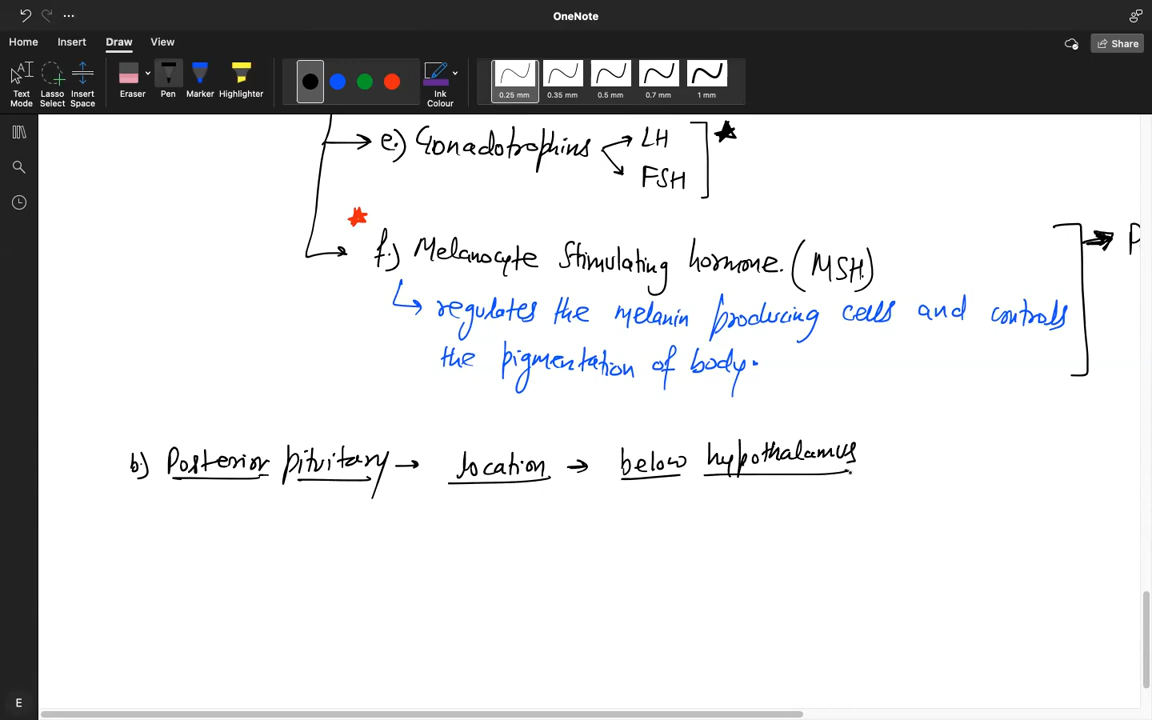 OneNote
Home Insert Draw View
Share
Text Mode
Lasso Select
Insert Space
Eraser
Pen
Marker
Highlighter
Ink Colour
0.25 mm 0.35 mm 0.5 mm 0.7 mm 1 mm
e.) Gonadotrophins LH
FSH
f.) Melanocyte Stimulating hormone. (MSH)
P
regulates the melanin producing cells and controls
the pigmentation of body.
b.) Posterior pituitary → location → below hypothalamus
E